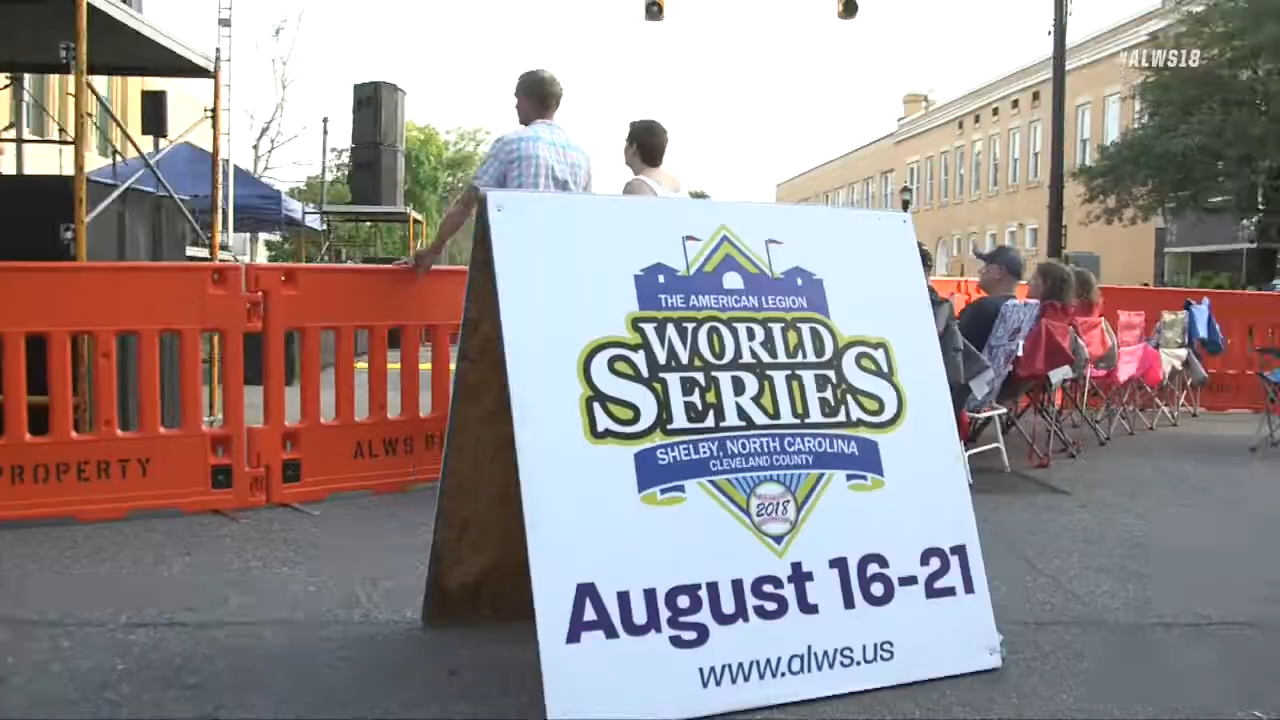 #ALWS18
THE AMERICAN LEGION
WORLD
SERIES
SHELBY, NORTH CAROLINA
CLEVELAND COUNTY
2018
August 16-21
www.alws.us
PROPERTY
ALWS